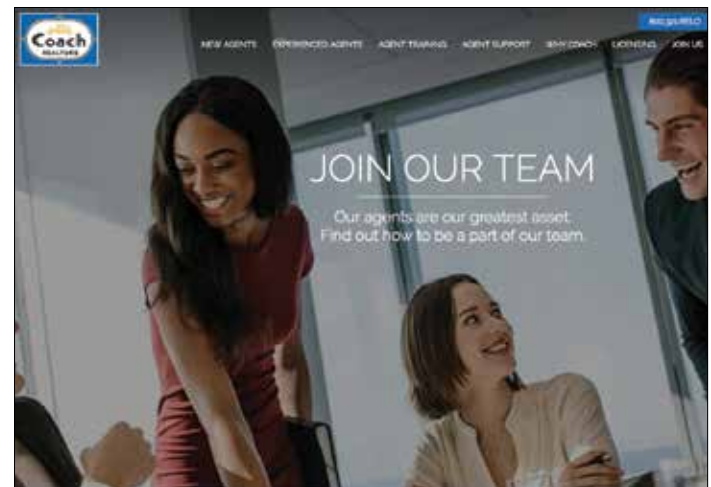 Coach
REALTORS
NEW AGENTS EXPERIENCED AGENTS AGENT TRAINING AGENT SUPPORT WHY COACH LICENSING JOIN US
JOIN OUR TEAM
Our agents are our greatest asset.
Find out how to be a part of our team.